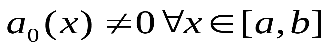 a₀(x) ≠0 ∀x∈[a,b]